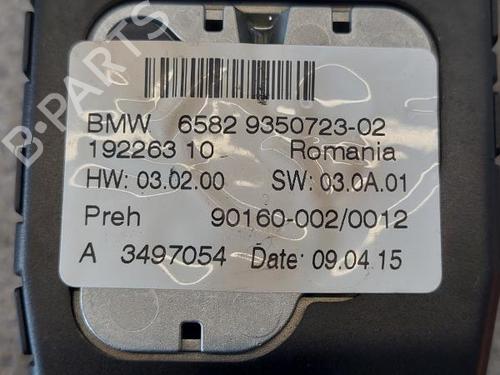 B-PARTS
BMW. 6582 9350723-02
192263 10 Romania
HW: 03.02.00 SW: 03.0A.01
Preh 90160-002/0012
A 3497054 Date: 09.04.15